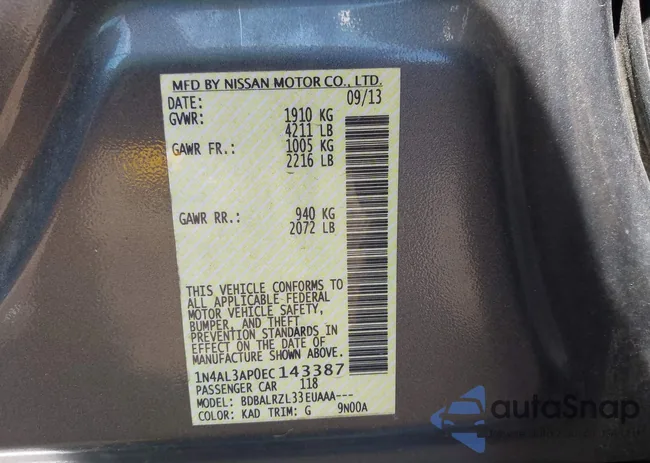 MFD BY NISSAN MOTOR CO., LTD.
DATE: 09/13
GVWR: 1910 KG
4211 LB
GAWR FR.: 1005 KG
2216 LB
GAWR RR.: 940 KG
2072 LB
THIS VEHICLE CONFORMS TO
ALL APPLICABLE FEDERAL
MOTOR VEHICLE SAFETY,
BUMPER, AND THEFT
PREVENTION STANDARDS IN
EFFECT ON THE DATE OF
MANUFACTURE SHOWN ABOVE.
1N4AL3AP0EC 143387
PASSENGER CAR 118
MODEL: BDBALRZL33EUAAA---
COLOR: KAD TRIM: G 9N00A
autoSnap